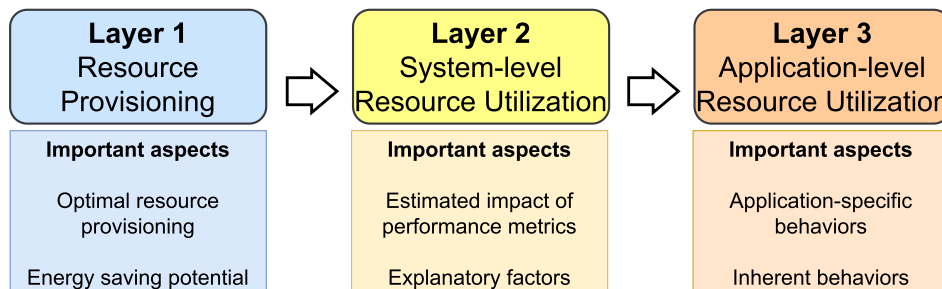 Layer 1
Resource
Provisioning
Important aspects
Optimal resource
provisioning
Energy saving potential
Layer 2
System-level
Resource Utilization
Important aspects
Estimated impact of
performance metrics
Explanatory factors
Layer 3
Application-level
Resource Utilization
Important aspects
Application-specific
behaviors
Inherent behaviors